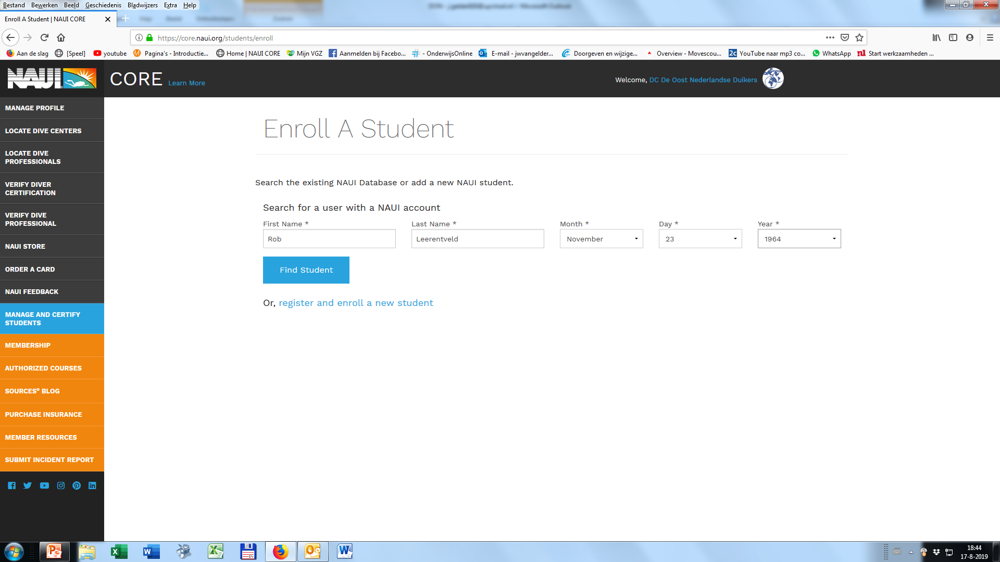 Bestand Bewerken Beeld Geschiedenis Bladwijzers Extra Help
Enroll A Student | NAUI CORE
https://core.naui.org/students/enroll
Aan de slag [Speel] youtube Pagina's - Introductie... Home | NAUI CORE Mijn VGZ Aanmelden bij Facebo... - OnderwijsOnline E-mail - jwvangelder... Doorgeven en wijzige... Overview - Movescou... YouTube naar mp3 co... WhatsApp Start werkzaamheden ...
NAUI CORE Learn More
Welcome, DC De Oost Nederlandse Duikers
MANAGE PROFILE
LOCATE DIVE CENTERS
LOCATE DIVE
PROFESSIONALS
VERIFY DIVER
CERTIFICATION
VERIFY DIVE
PROFESSIONAL
NAUI STORE
ORDER A CARD
NAUI FEEDBACK
MANAGE AND CERTIFY
STUDENTS
MEMBERSHIP
AUTHORIZED COURSES
SOURCES© BLOG
PURCHASE INSURANCE
MEMBER RESOURCES
SUBMIT INCIDENT REPORT
Enroll A Student
Search the existing NAUI Database or add a new NAUI student.
Search for a user with a NAUI account
First Name * Last Name * Month * Day * Year *
Rob Leerentveld November 23 1964
Find Student
Or, register and enroll a new student
18:44
17-8-2019